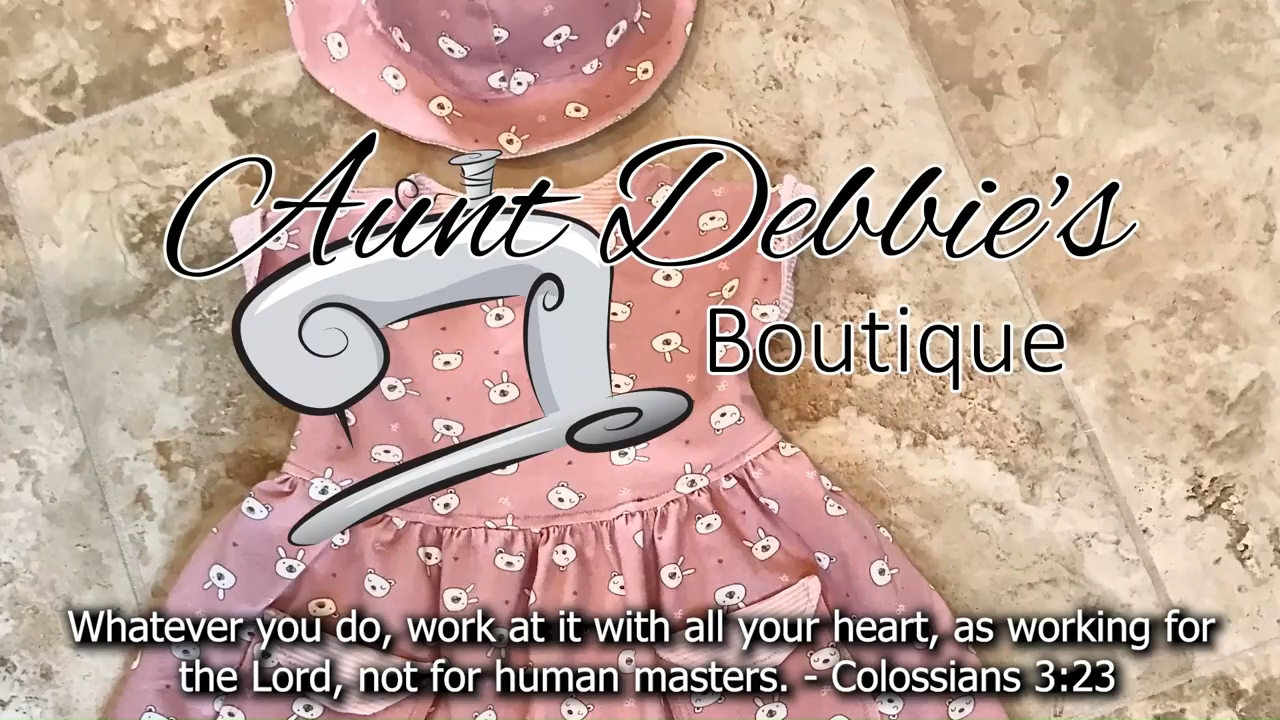 Aunt Debbie's
Boutique
Whatever you do, work at it with all your heart, as working for
the Lord, not for human masters. - Colossians 3:23